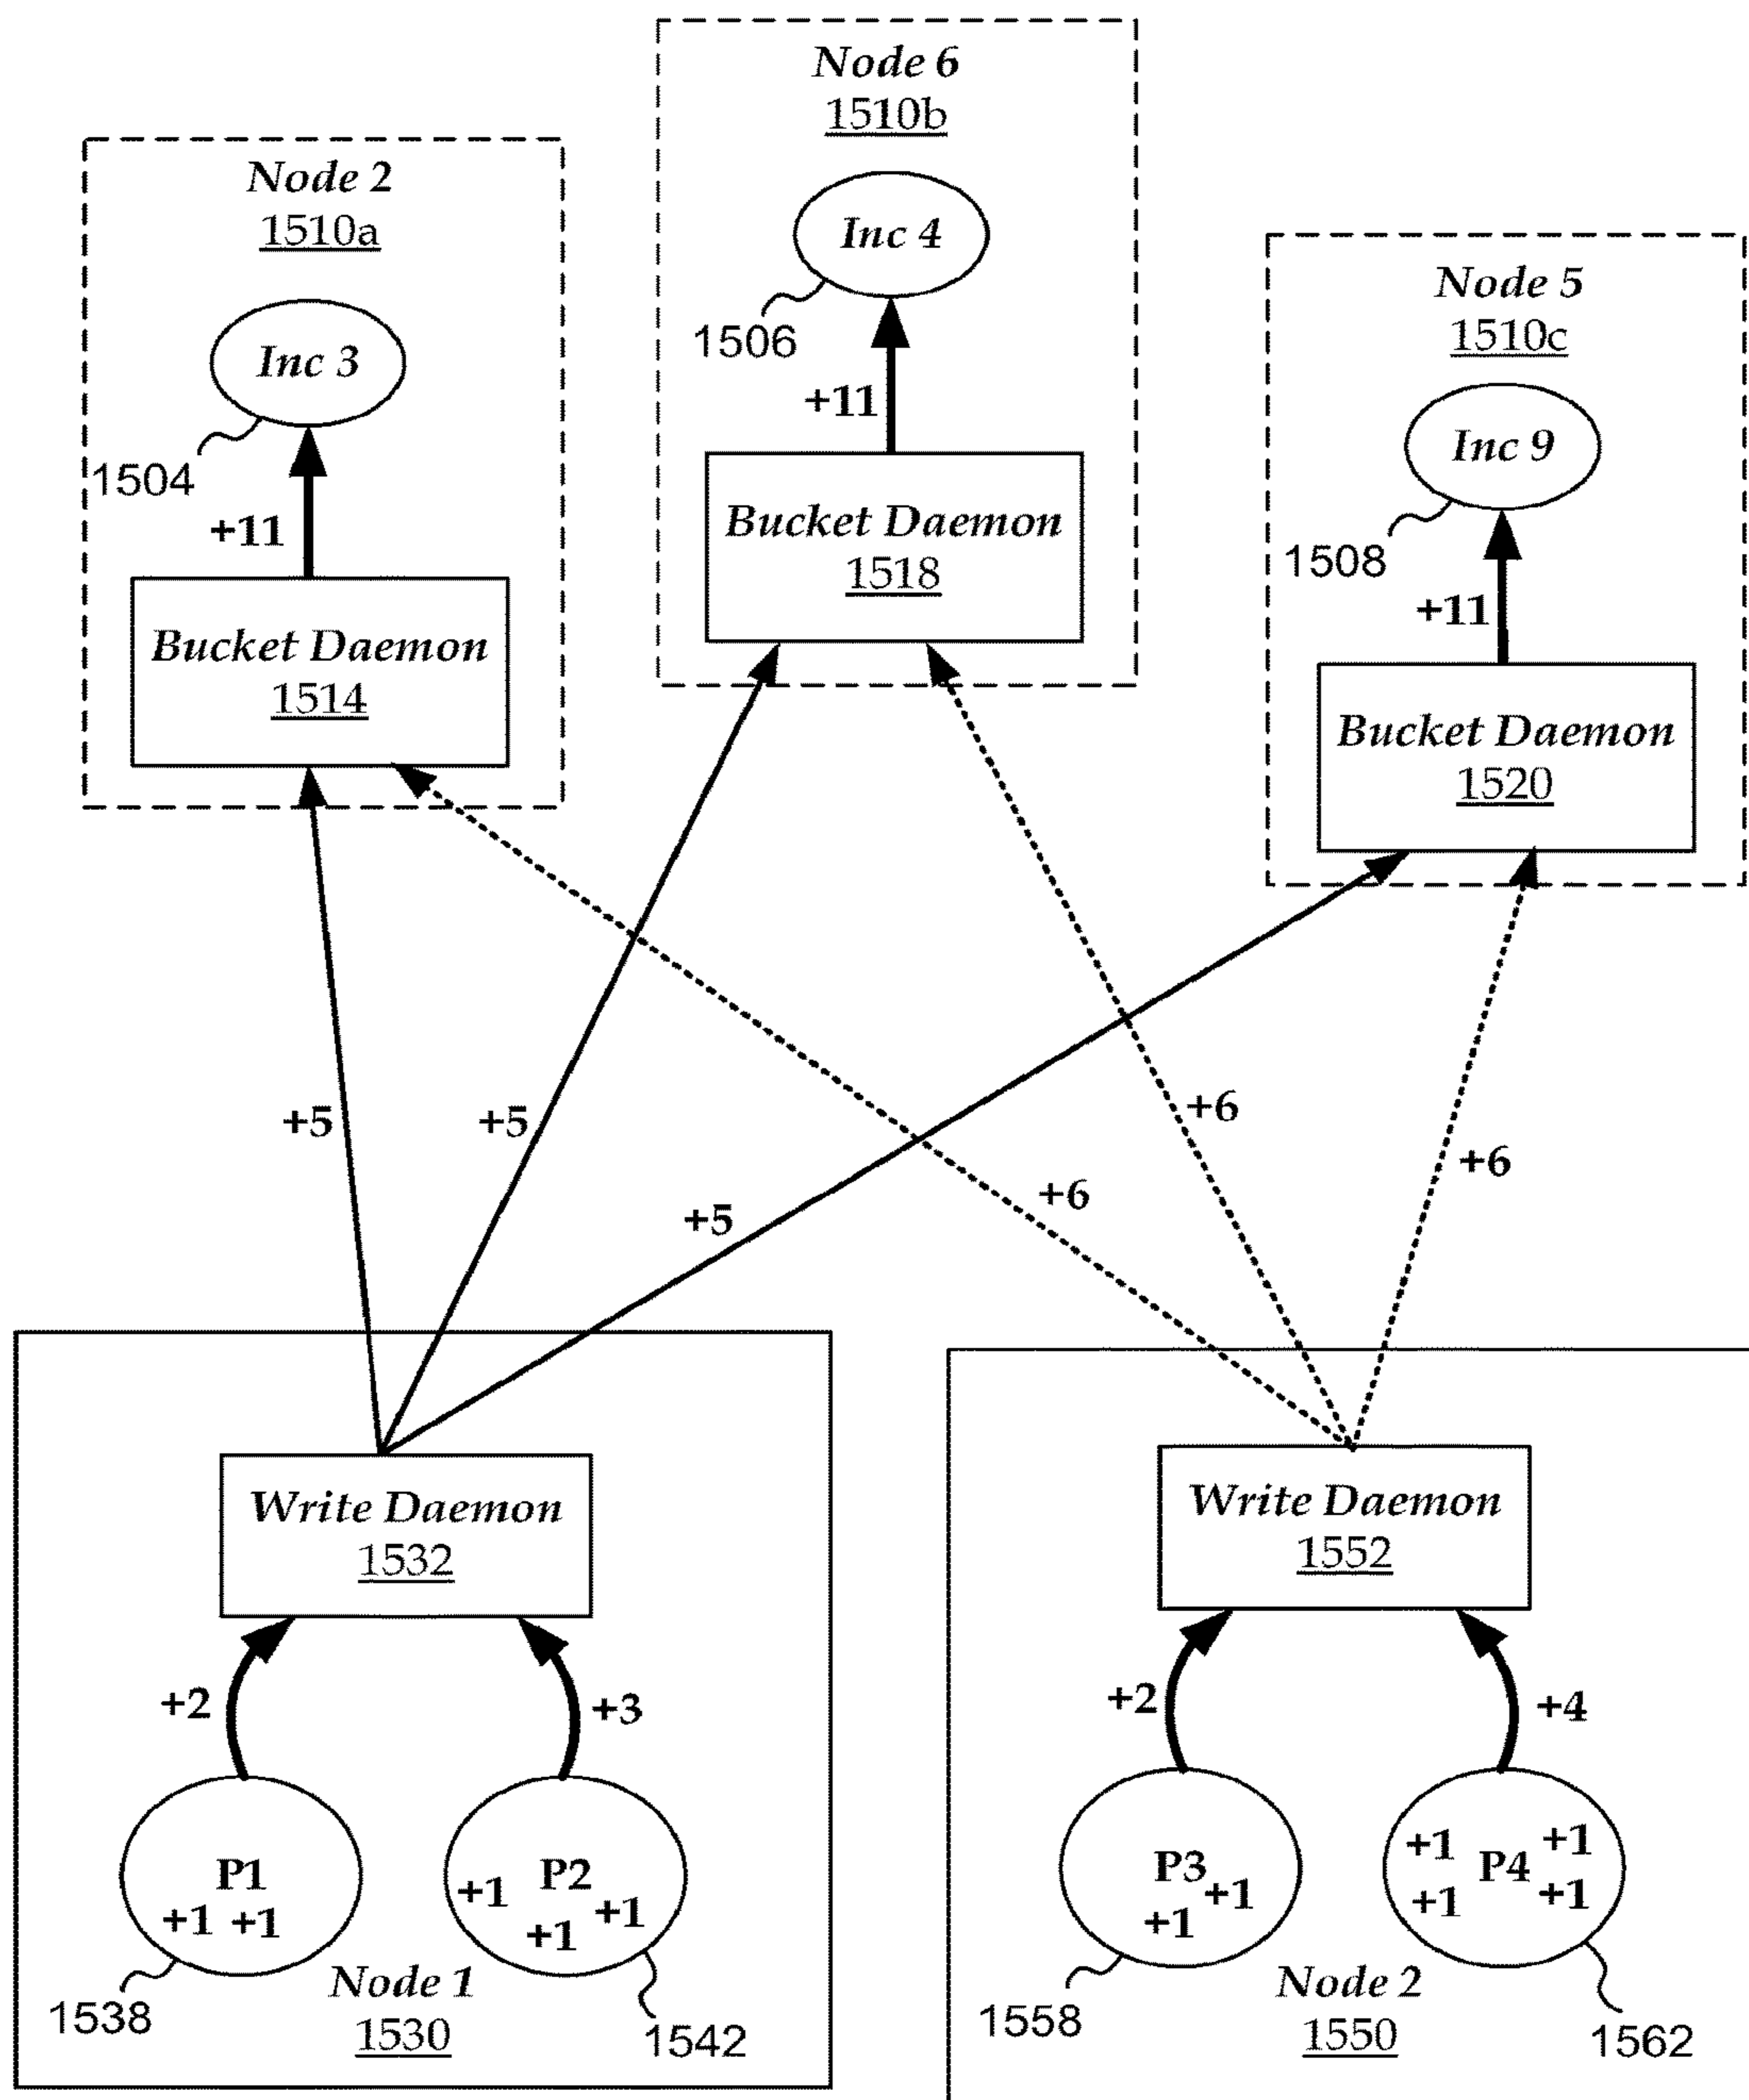 Node 6
1510b
Inc 4
1506
+11
Bucket Daemon
1518
Node 2
1510a
Inc 3
1504
+11
Bucket Daemon
1514
Node 5
1510c
Inc 9
1508
+11
Bucket Daemon
1520
+5
+5
+5
+6
+6
+6
Write Daemon
1532
+2
+3
P1
+1 +1
P2
+1
+1
+1
1538
Node 1
1530
1542
Write Daemon
1552
+2
+4
P3
+1
+1
+1
+1
P4
+1
+1
1558
Node 2
1550
1562